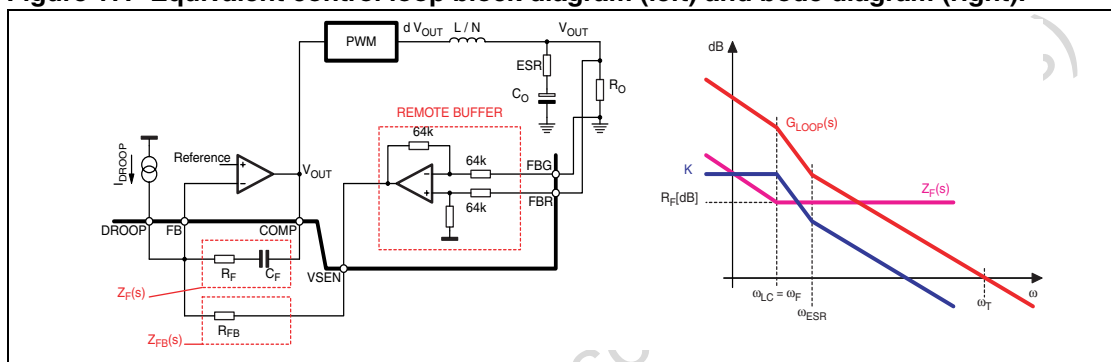 Figure 17. Equivalent control loop block diagram (left) and bode diagram (right).
PWM
d VOUT
L / N
VOUT
ESR
CO
RO
REMOTE BUFFER
64k
64k
64k
FBG
FBR
IDROOP
Reference
VOUT
DROOP
FB
COMP
VSEN
RF
CF
ZF(s)
RFB
ZFB(s)
dB
GLOOP(s)
K
ZF(s)
RF[dB]
ωLC = ωF
ωESR
ωT
ω